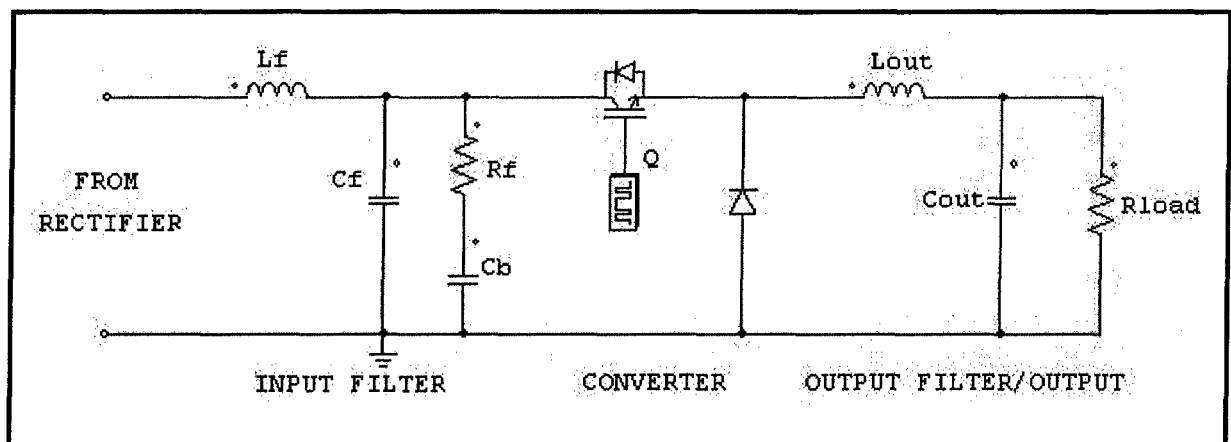 Lf
Lout
FROM
RECTIFIER
Cf
Rf
Q
Cb
Cout
Rload
INPUT FILTER
CONVERTER
OUTPUT FILTER/OUTPUT